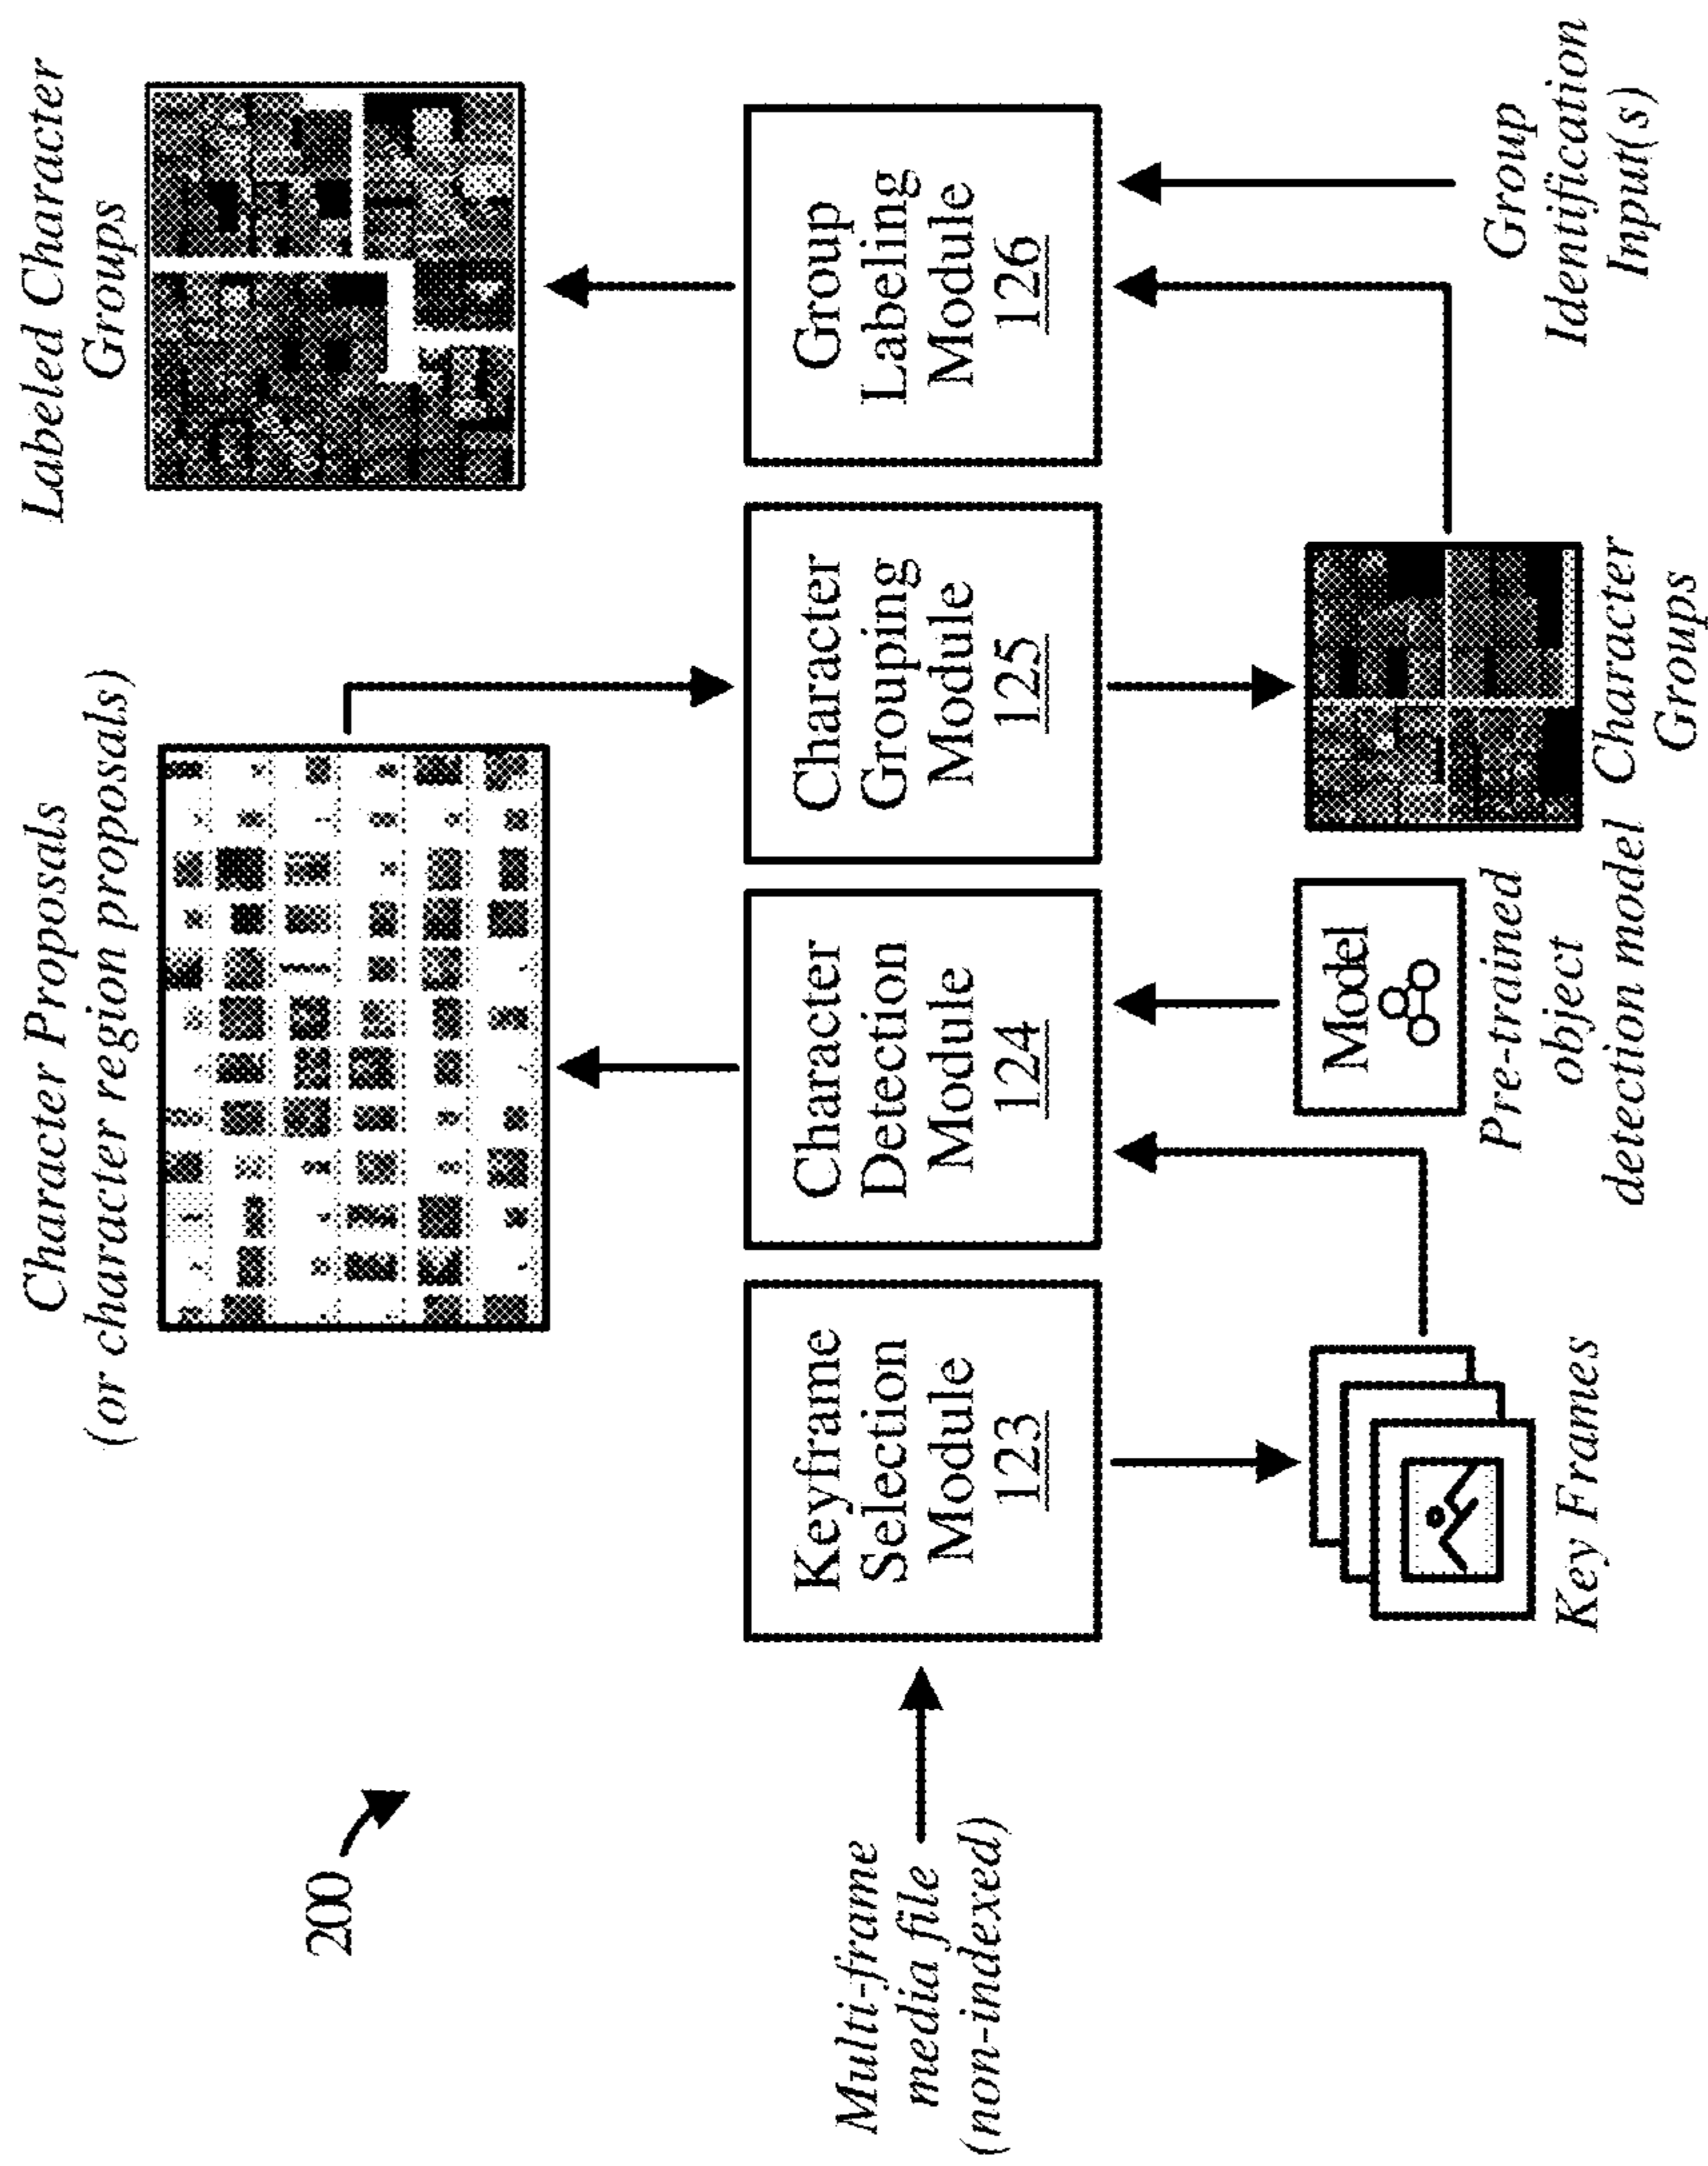 200
Multi-frame
media file
(non-indexed)
Keyframe
Selection
Module
123
Key Frames
Character Proposals
(or character region proposals)
Character
Detection
Module
124
Model
Pre-trained
object
detection model
Character
Grouping
Module
125
Character
Groups
Labeled Character
Groups
Group
Labeling
Module
126
Group
Identification
Input(s)